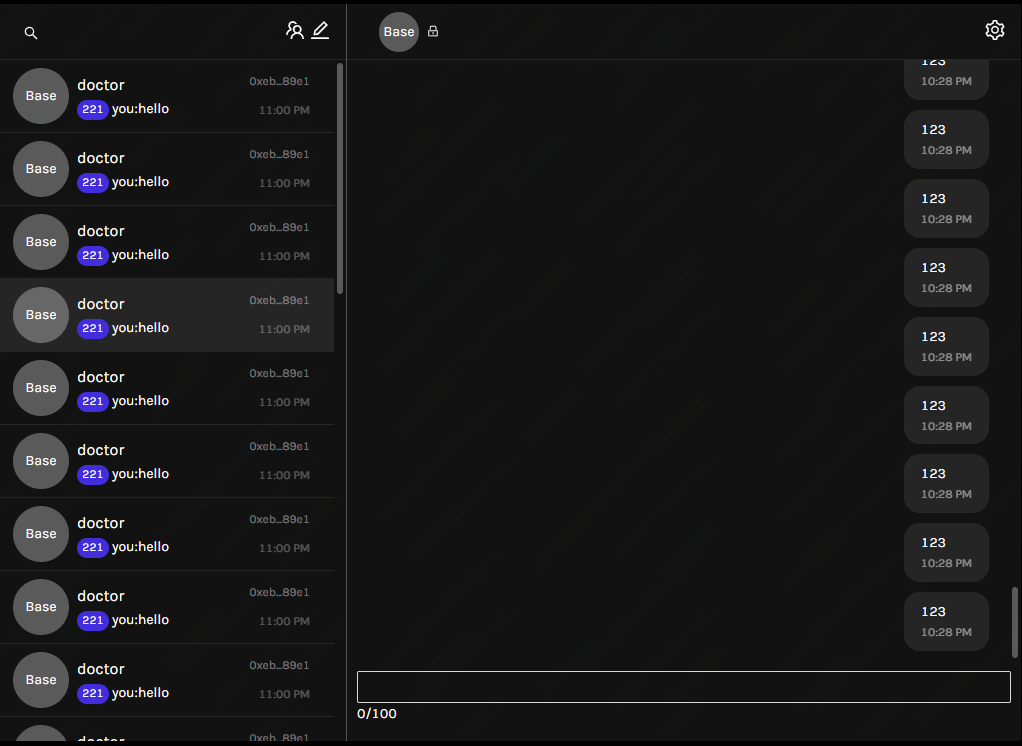 Base
doctor
0xeb...89e1
221 you:hello
11:00 PM
Base
doctor
0xeb...89e1
221 you:hello
11:00 PM
Base
doctor
0xeb...89e1
221 you:hello
11:00 PM
Base
doctor
0xeb...89e1
221 you:hello
11:00 PM
Base
doctor
0xeb...89e1
221 you:hello
11:00 PM
Base
doctor
0xeb...89e1
221 you:hello
11:00 PM
Base
doctor
0xeb...89e1
221 you:hello
11:00 PM
Base
doctor
0xeb...89e1
221 you:hello
11:00 PM
Base
doctor
0xeb...89e1
221 you:hello
11:00 PM
Base
doctor
0xeb...89e1
Base
123
10:28 PM
123
10:28 PM
123
10:28 PM
123
10:28 PM
123
10:28 PM
123
10:28 PM
123
10:28 PM
123
10:28 PM
123
10:28 PM
0/100